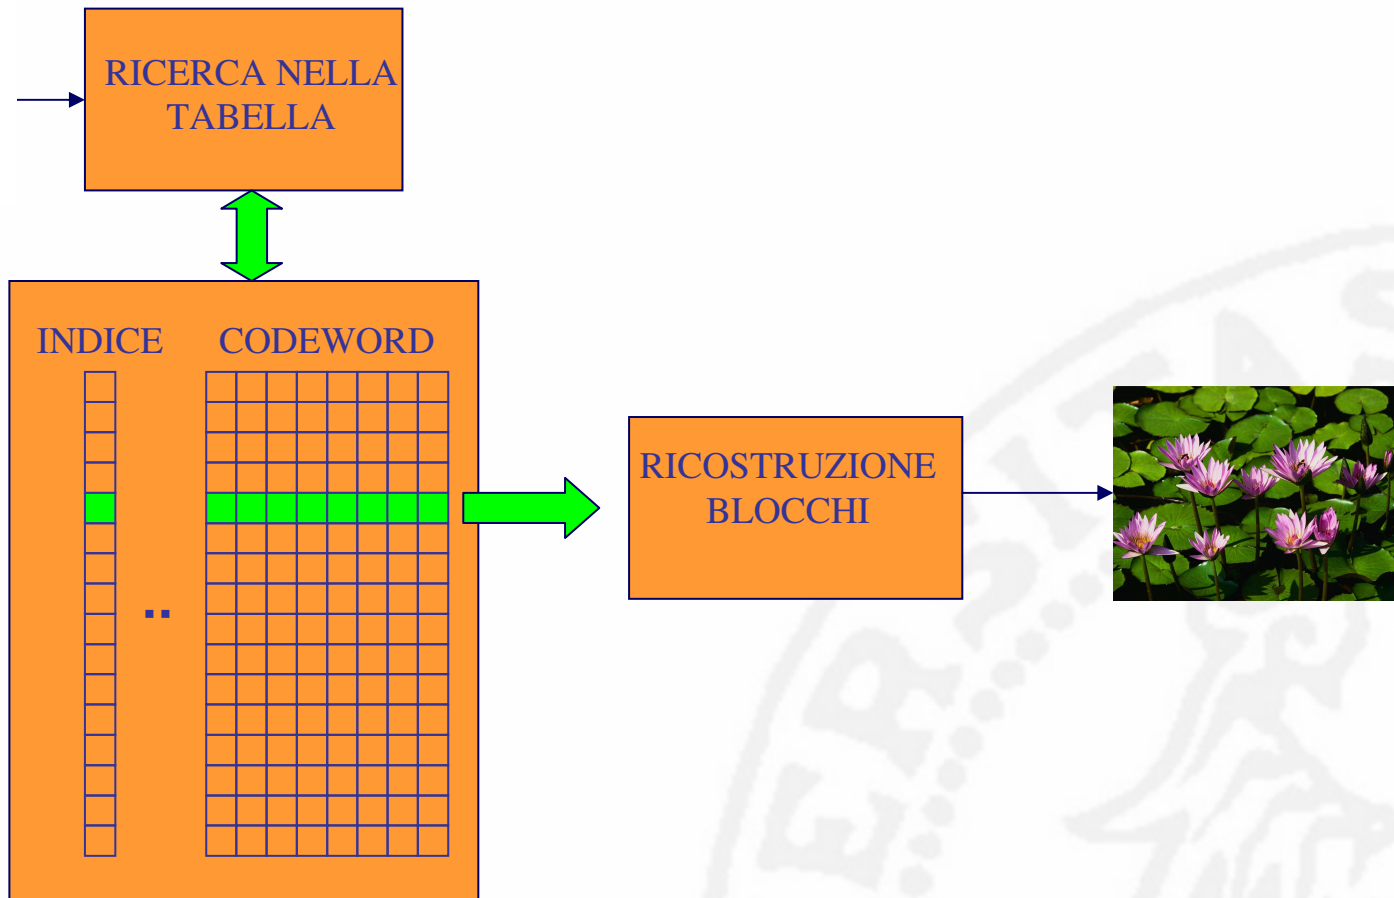 RICERCA NELLA
TABELLA
INDICE CODEWORD
..
RICOSTRUZIONE
BLOCCHI